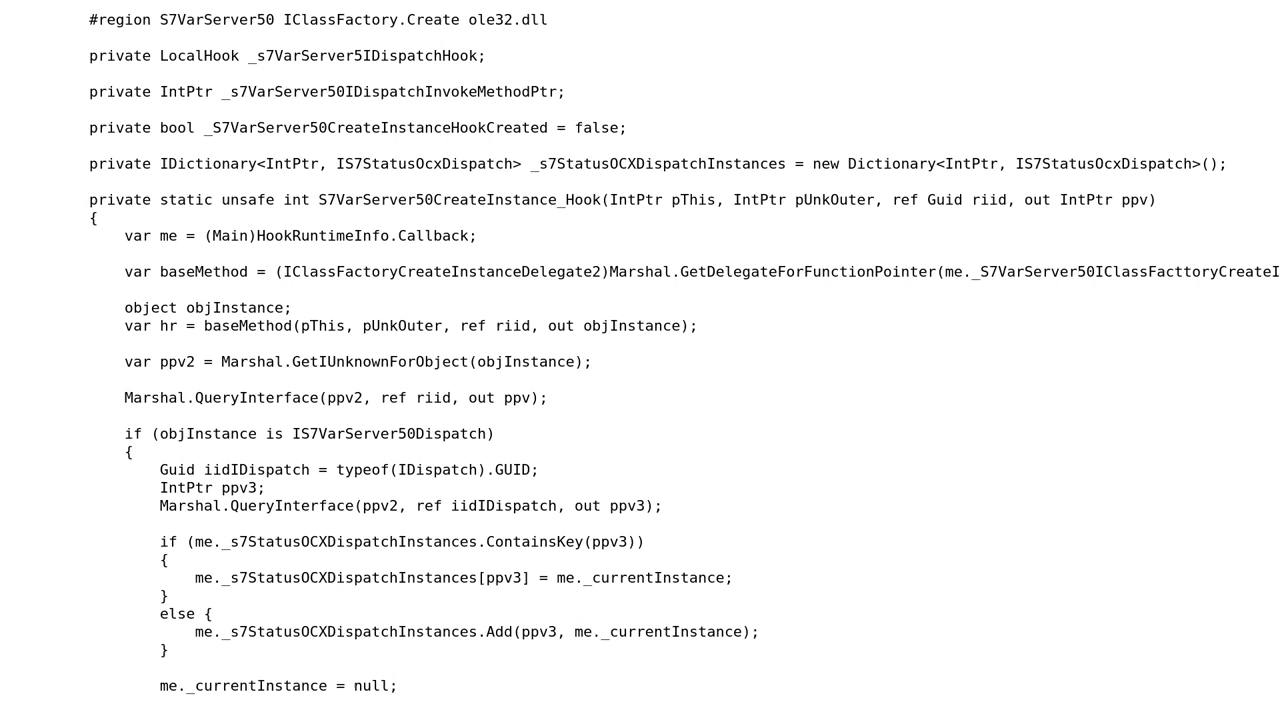 #region S7VarServer50 IClassFactory.Create ole32.dll
private LocalHook _s7VarServer5IDispatchHook;
private IntPtr _s7VarServer50IDispatchInvokeMethodPtr;
private bool _S7VarServer50CreateInstanceHookCreated = false;
private IDictionary<IntPtr, IS7StatusOcxDispatch> _s7StatusOCXDispatchInstances = new Dictionary<IntPtr, IS7StatusOcxDispatch>();
private static unsafe int S7VarServer50CreateInstance_Hook(IntPtr pThis, IntPtr pUnkOuter, ref Guid riid, out IntPtr ppv)
{
var me = (Main)HookRuntimeInfo.Callback;
var baseMethod = (IClassFactoryCreateInstanceDelegate2)Marshal.GetDelegateForFunctionPointer(me._S7VarServer50IClassFacttoryCreateI
object objInstance;
var hr = baseMethod(pThis, pUnkOuter, ref riid, out objInstance);
var ppv2 = Marshal.GetIUnknownForObject(objInstance);
Marshal.QueryInterface(ppv2, ref riid, out ppv);
if (objInstance is IS7VarServer50Dispatch)
{
Guid iidIDispatch = typeof(IDispatch).GUID;
IntPtr ppv3;
Marshal.QueryInterface(ppv2, ref iidIDispatch, out ppv3);
if (me._s7StatusOCXDispatchInstances.ContainsKey(ppv3))
{
me._s7StatusOCXDispatchInstances[ppv3] = me._currentInstance;
}
else {
me._s7StatusOCXDispatchInstances.Add(ppv3, me._currentInstance);
}
me._currentInstance = null;